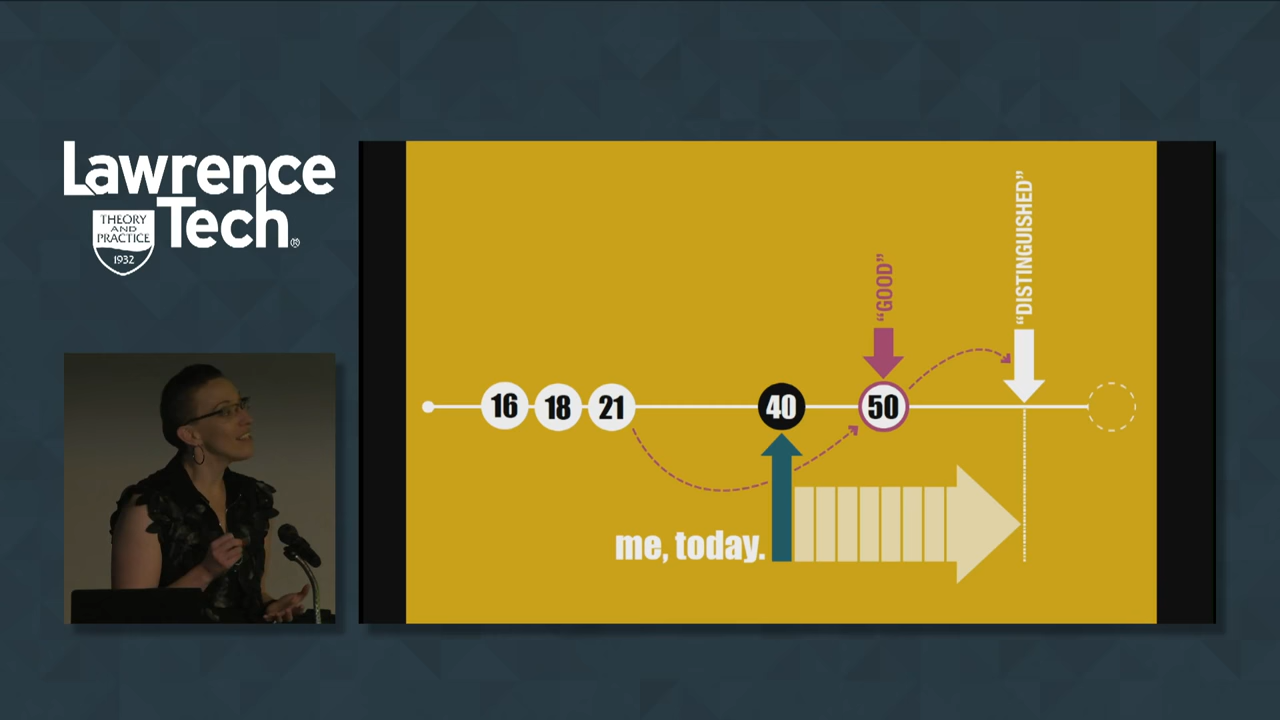 Lawrence
Tech®
THEORY
AND
PRACTICE
1932
"DISTINGUISHED"
"GOOD"
16
18
21
40
50
me, today.